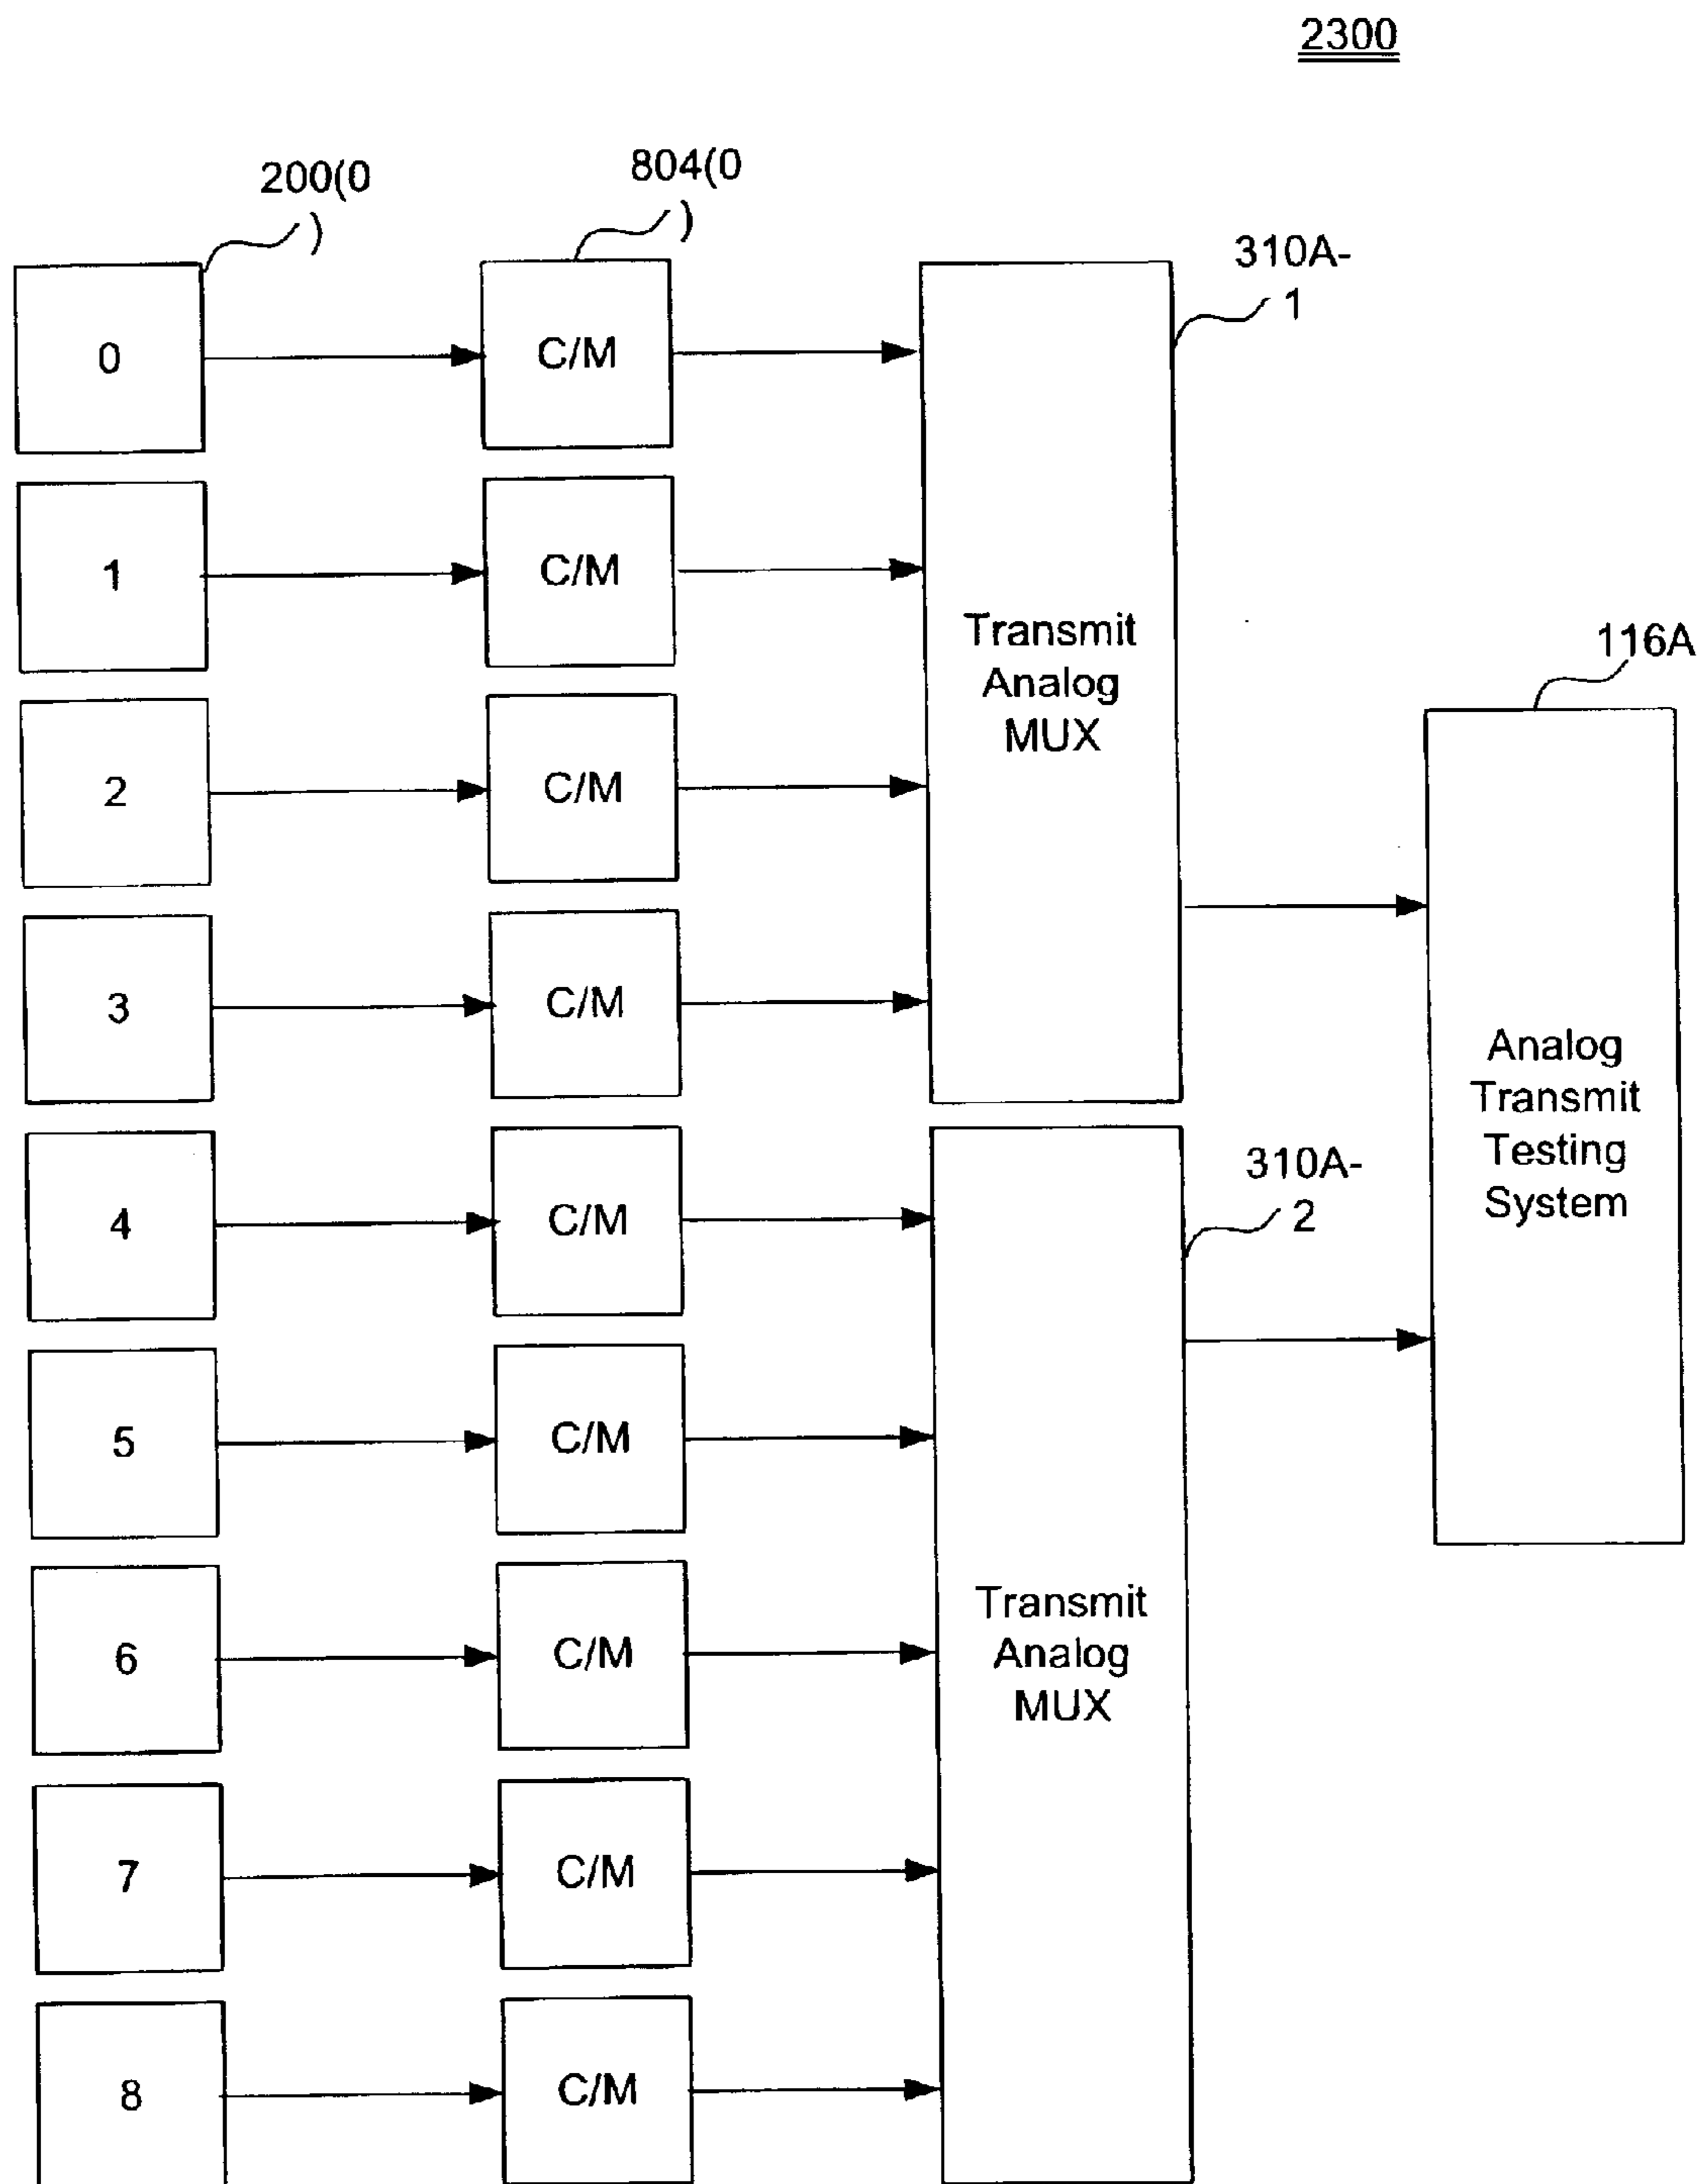 2300
200(0
)
804(0
)
310A-
1
0
C/M
1
C/M
Transmit
Analog
MUX
116A
2
C/M
3
C/M
Analog
Transmit
Testing
System
4
C/M
310A-
2
5
C/M
6
C/M
Transmit
Analog
MUX
7
C/M
8
C/M